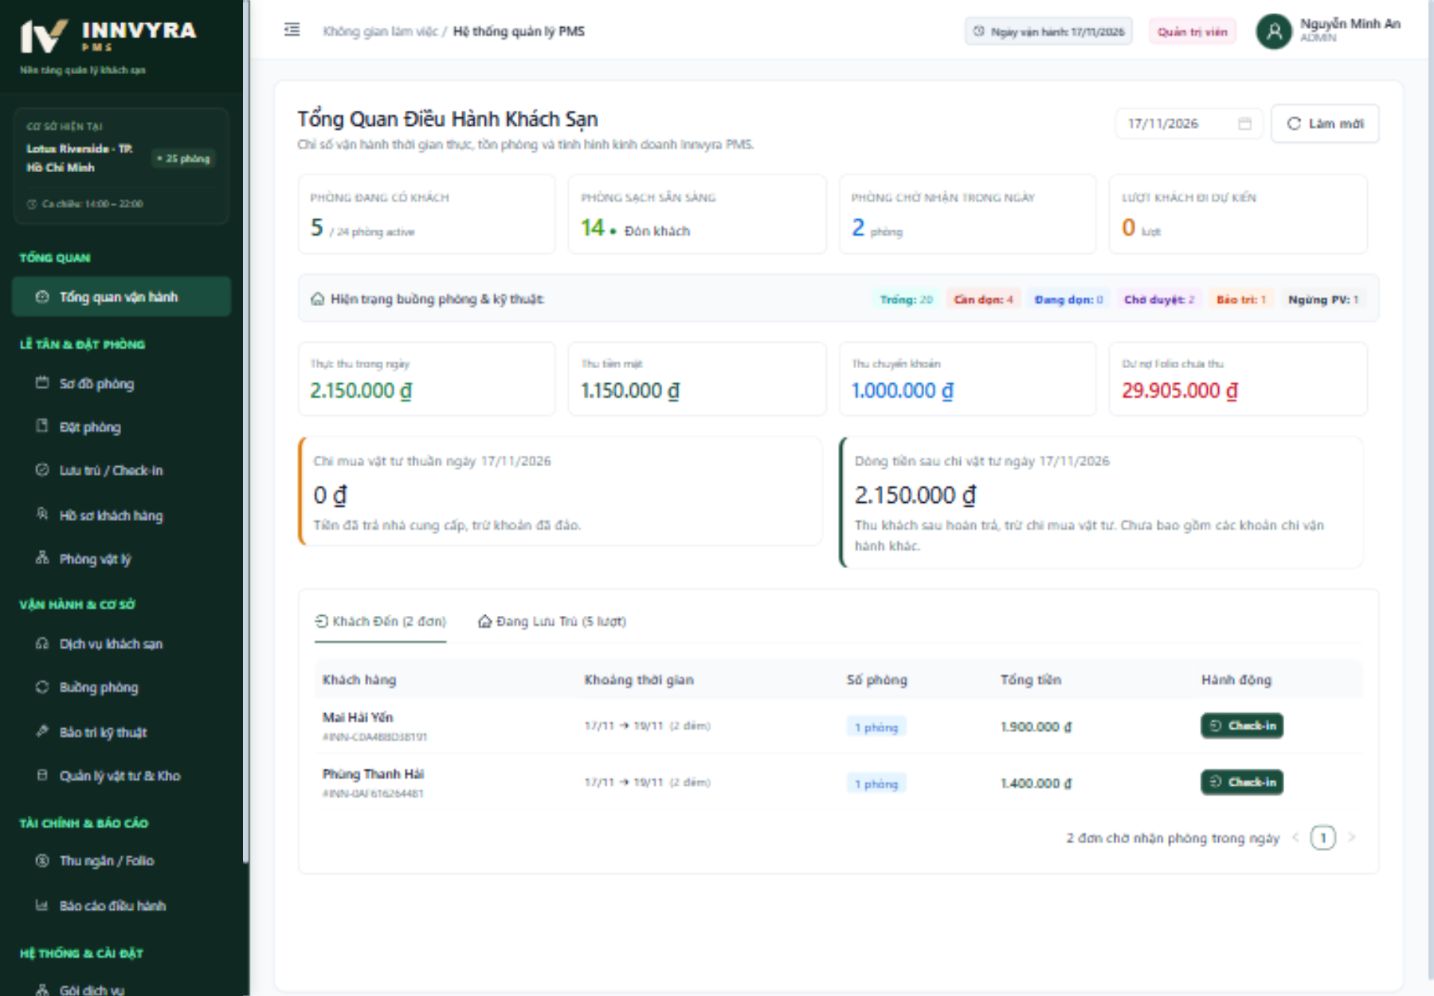 INNVYRA
PMS
Nền tảng quản lý khách sạn
CƠ SỞ HIỆN TẠI
Lotus Riverside - TP. Hồ Chí Minh
• 25 phòng
Ca chiều: 14:00 – 22:00
TỔNG QUAN
Tổng quan vận hành
LỄ TÂN & ĐẶT PHÒNG
Sơ đồ phòng
Đặt phòng
Lưu trú / Check-in
Hồ sơ khách hàng
Phòng vật lý
VẬN HÀNH & CƠ SỞ
Dịch vụ khách sạn
Buồng phòng
Bảo trì kỹ thuật
Quản lý vật tư & Kho
TÀI CHÍNH & BÁO CÁO
Thu ngân / Folio
Báo cáo điều hành
HỆ THỐNG & CÀI ĐẶT
Gói dịch vụ
Không gian làm việc / Hệ thống quản lý PMS
Ngày vận hành: 17/11/2026
Quản trị viên
Nguyễn Minh An
ADMIN
Tổng Quan Điều Hành Khách Sạn
Chỉ số vận hành thời gian thực, tồn phòng và tình hình kinh doanh Innvyra PMS.
17/11/2026
Làm mới
PHÒNG ĐANG CÓ KHÁCH
5 / 24 phòng active
PHÒNG SẠCH SẴN SÀNG
14 • Đón khách
PHÒNG CHỜ NHẬN TRONG NGÀY
2 phòng
LƯỢT KHÁCH ĐI DỰ KIẾN
0 lượt
Hiện trạng buồng phòng & kỹ thuật:
Trống: 20
Cần dọn: 4
Đang dọn: 0
Chờ duyệt: 2
Bảo trì: 1
Ngừng PV: 1
Thực thu trong ngày
2.150.000 ₫
Thu tiền mặt
1.150.000 ₫
Thu chuyển khoản
1.000.000 ₫
Dư nợ Folio chưa thu
29.905.000 ₫
Chi mua vật tư thuần ngày 17/11/2026
0 ₫
Tiền đã trả nhà cung cấp, trừ khoản đã đảo.
Dòng tiền sau chi vật tư ngày 17/11/2026
2.150.000 ₫
Thu khách sau hoàn trả, trừ chi mua vật tư. Chưa bao gồm các khoản chi vận
hành khác.
Khách Đến (2 đơn)
Đang Lưu Trú (5 lượt)
Khách hàng
Khoảng thời gian
Số phòng
Tổng tiền
Hành động
Mai Hải Yến
17/11 → 19/11 (2 đêm)
1 phòng
1.900.000 ₫
Check-in
Phùng Thanh Hải
17/11 → 19/11 (2 đêm)
1 phòng
1.400.000 ₫
Check-in
2 đơn chờ nhận phòng trong ngày
1